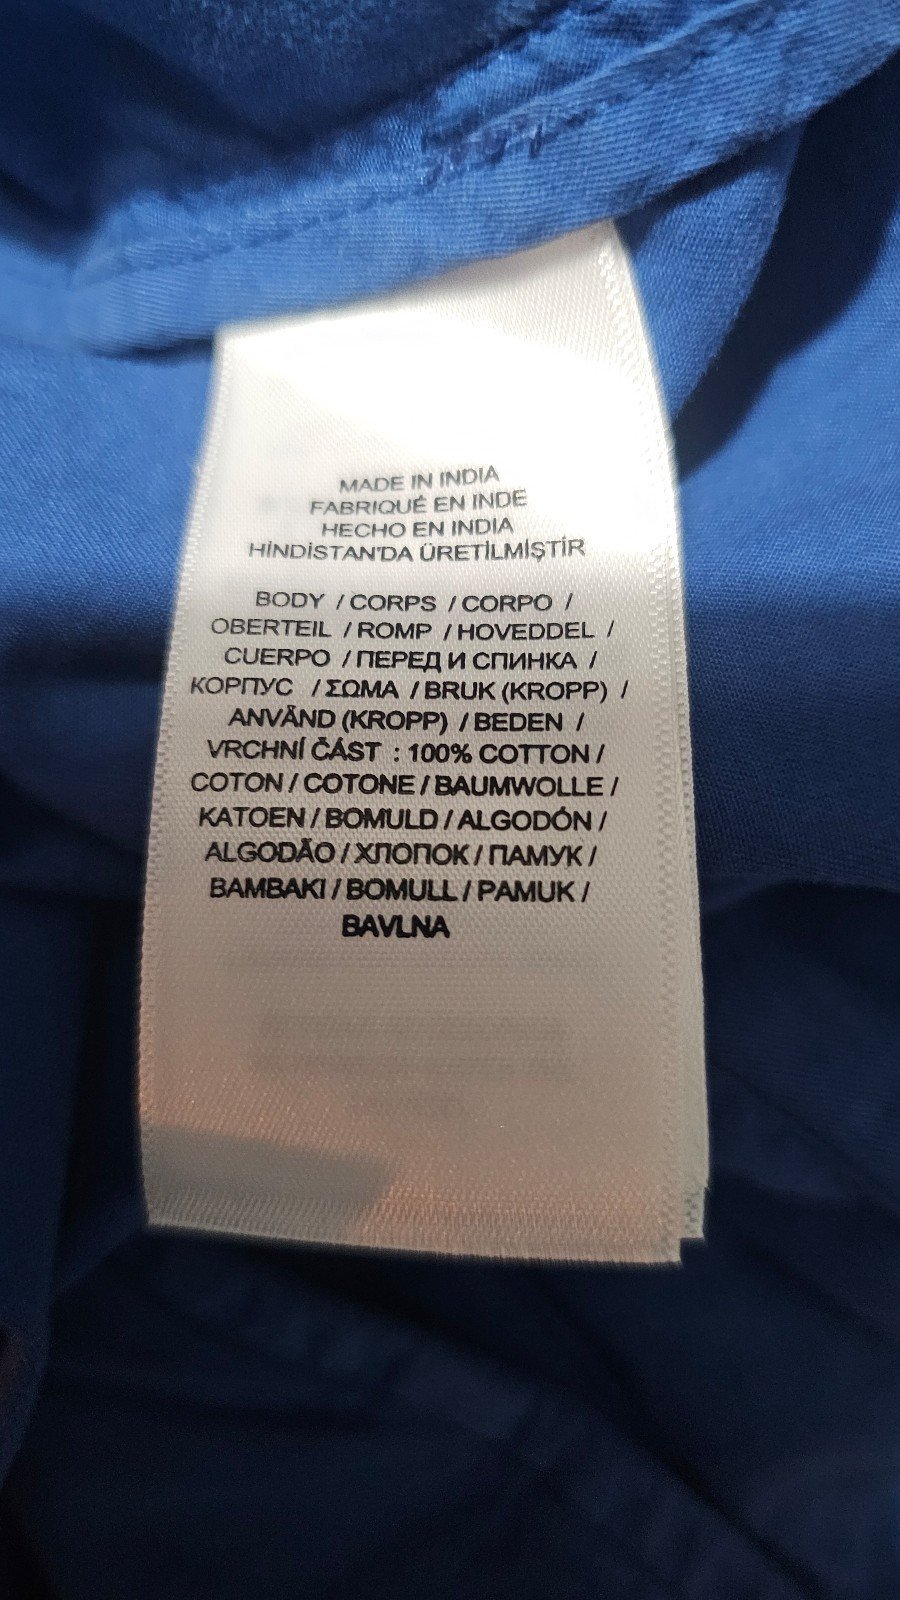 MADE IN INDIA
FABRIQUÉ EN INDE
HECHO EN INDIA
HİNDİSTAN'DA ÜRETİLMİŞTİR
BODY / CORPS / CORPO /
OBERTEIL / ROMP / HOVEDDEL /
CUERPO / ПЕРЕД И СПИНКА /
КОРПУС / ΣΩΜΑ / BRUK (KROPP) /
ANVÄND (KROPP) / BEDEN /
VRCHNÍ ČÁST : 100% COTTON /
COTON / COTONE / BAUMWOLLE /
KATOEN / BOMULD / ALGODÓN /
ALGODÃO / ХЛОПОК / ПАМУК /
BAMBAKI / BOMULL / PAMUK /
BAVLNA